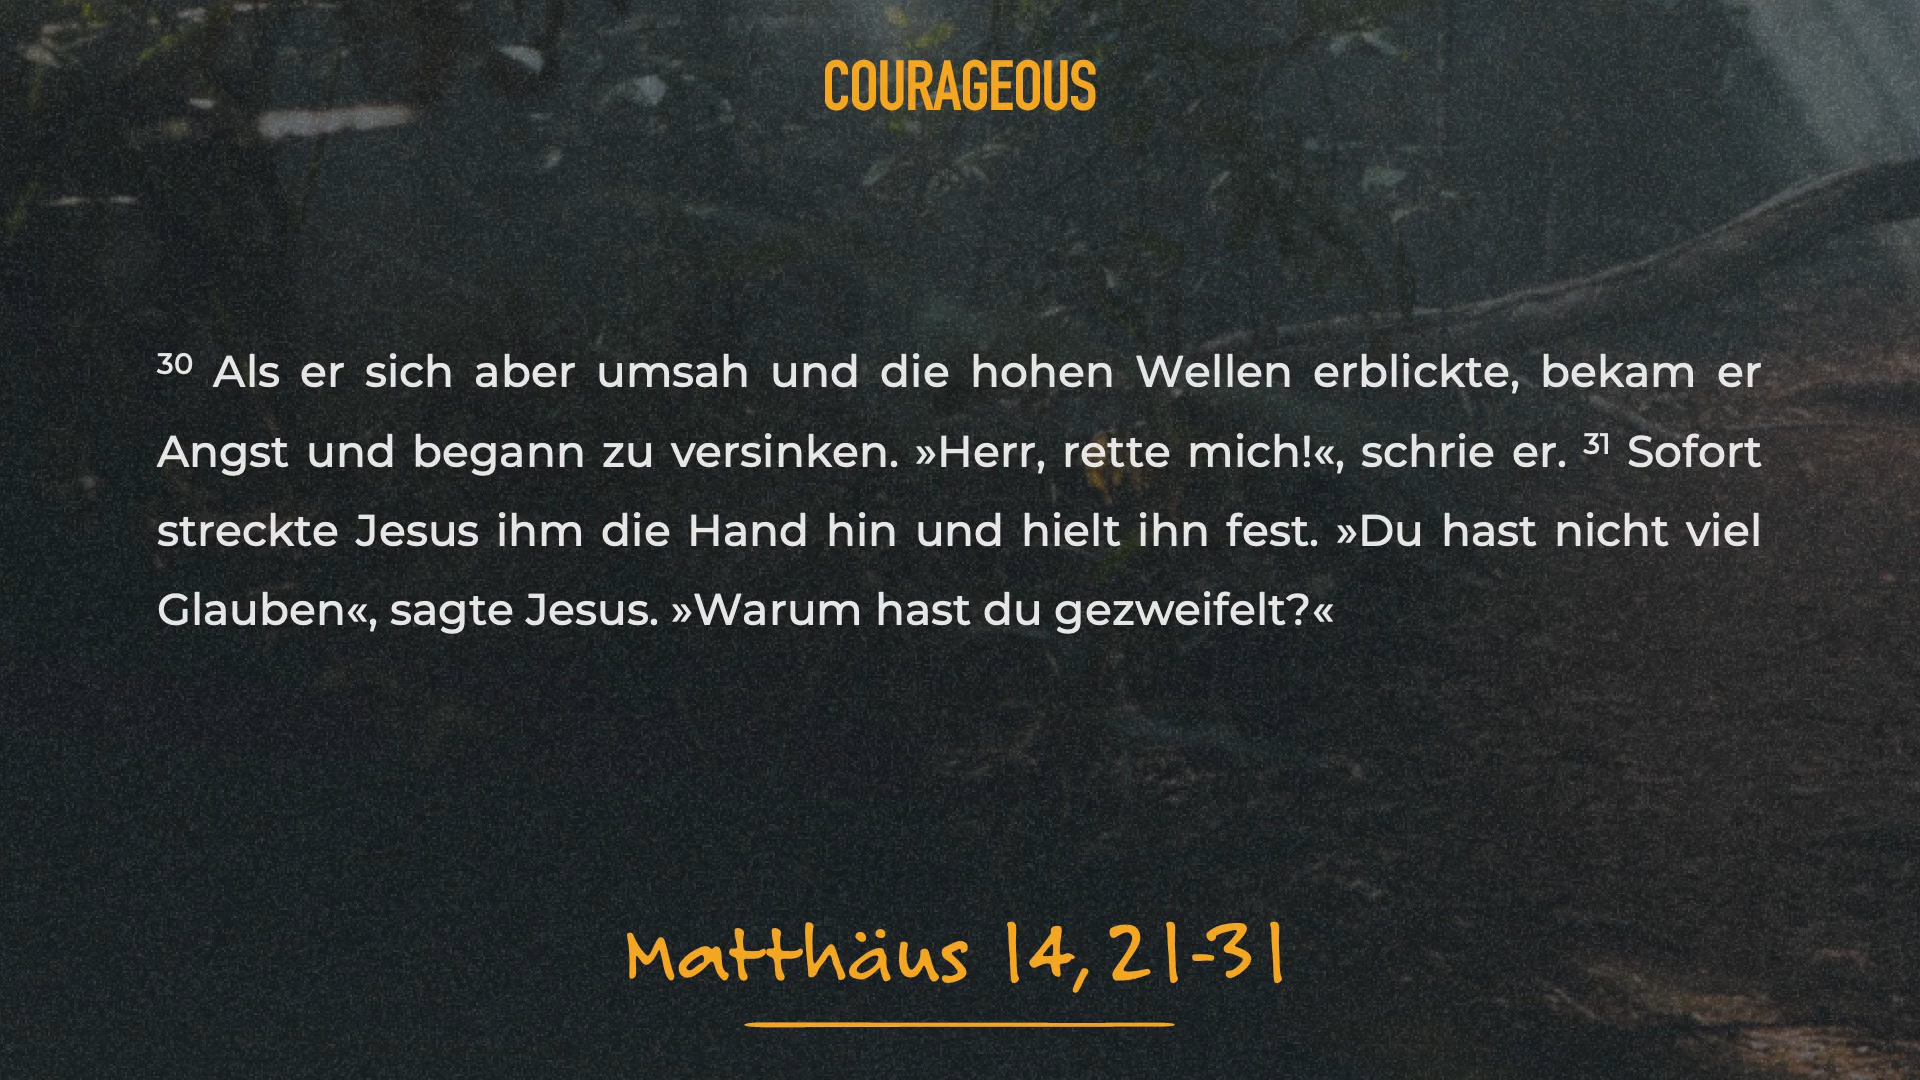 COURAGEOUS
³⁰ Als er sich aber umsah und die hohen Wellen erblickte, bekam er
Angst und begann zu versinken. »Herr, rette mich!«, schrie er. ³¹ Sofort
streckte Jesus ihm die Hand hin und hielt ihn fest. »Du hast nicht viel
Glauben«, sagte Jesus. »Warum hast du gezweifelt?«
Matthäus 14, 21-31